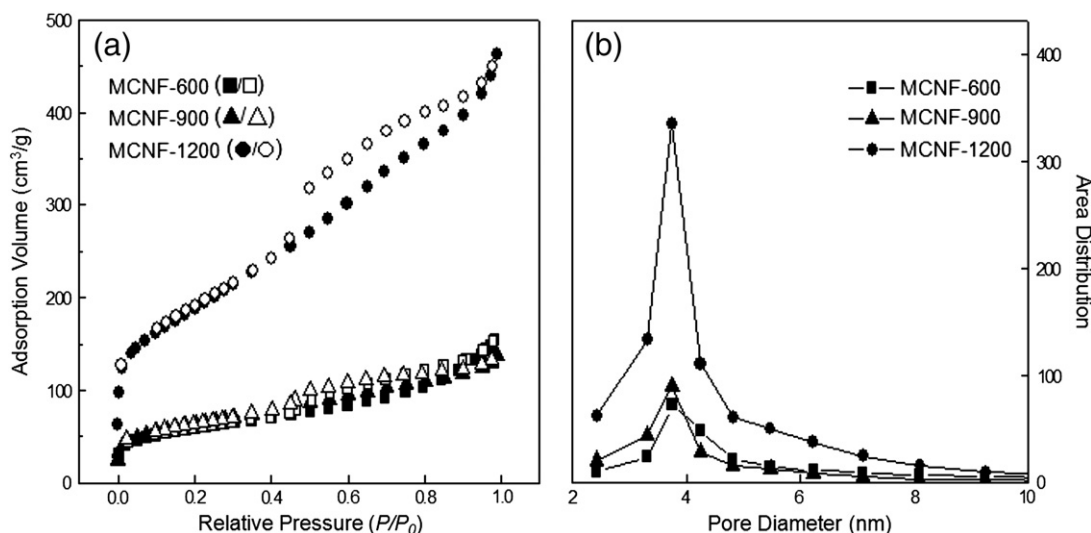 (a)
MCNF-600 (■/□)
MCNF-900 (▲/△)
MCNF-1200 (●/○)
500
400
300
200
100
0
0.0 0.2 0.4 0.6 0.8 1.0
Adsorption Volume (cm³/g)
Relative Pressure (P/P₀)
(b)
MCNF-600
MCNF-900
MCNF-1200
400
300
200
100
0
2 4 6 8 10
Area Distribution
Pore Diameter (nm)